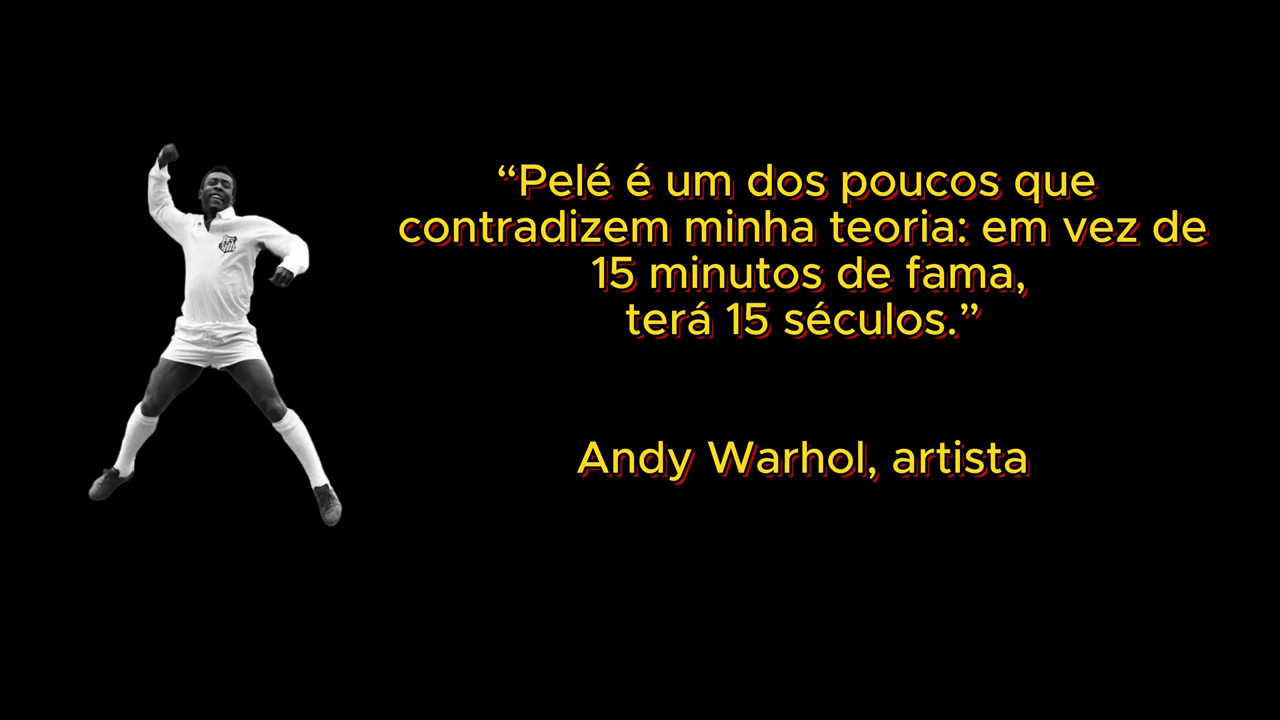 “Pelé é um dos poucos que
contradizem minha teoria: em vez de
15 minutos de fama,
terá 15 séculos.”
Andy Warhol, artista